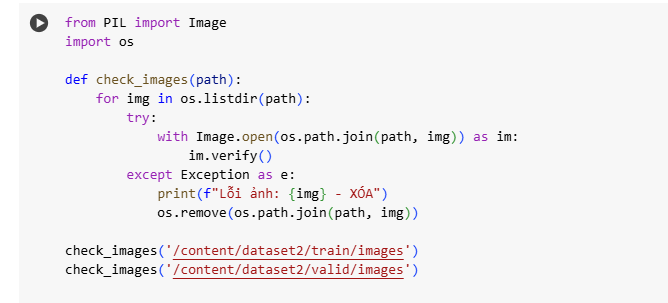 from PIL import Image
import os
def check_images(path):
    for img in os.listdir(path):
        try:
            with Image.open(os.path.join(path, img)) as im:
                im.verify()
        except Exception as e:
            print(f"Lỗi ảnh: {img} - XÓA")
            os.remove(os.path.join(path, img))
check_images('/content/dataset2/train/images')
check_images('/content/dataset2/valid/images')